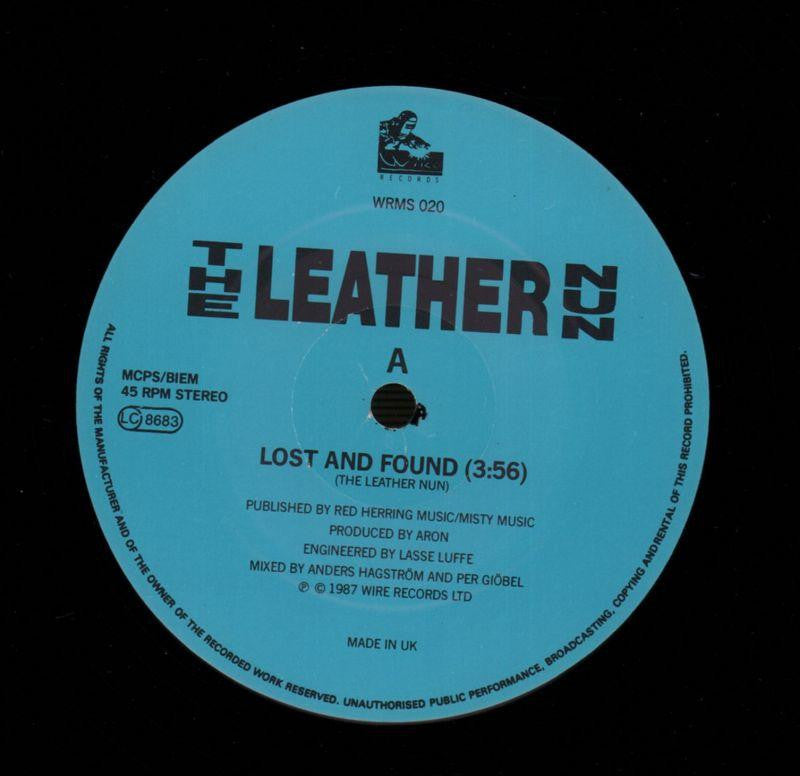 RECORDS
WRMS 020
THE LEATHER NUN
A
MCPS/BIEM
45 RPM STEREO
LC 8683
LOST AND FOUND (3:56)
(THE LEATHER NUN)
PUBLISHED BY RED HERRING MUSIC/MISTY MUSIC
PRODUCED BY ARON
ENGINEERED BY LASSE LUFFE
MIXED BY ANDERS HAGSTRÖM AND PER GIÖBEL
℗ © 1987 WIRE RECORDS LTD
MADE IN UK
ALL RIGHTS OF THE MANUFACTURER AND OF THE OWNER OF THE RECORDED WORK RESERVED. UNAUTHORISED PUBLIC PERFORMANCE, BROADCASTING, COPYING AND RENTAL OF THIS RECORD PROHIBITED.